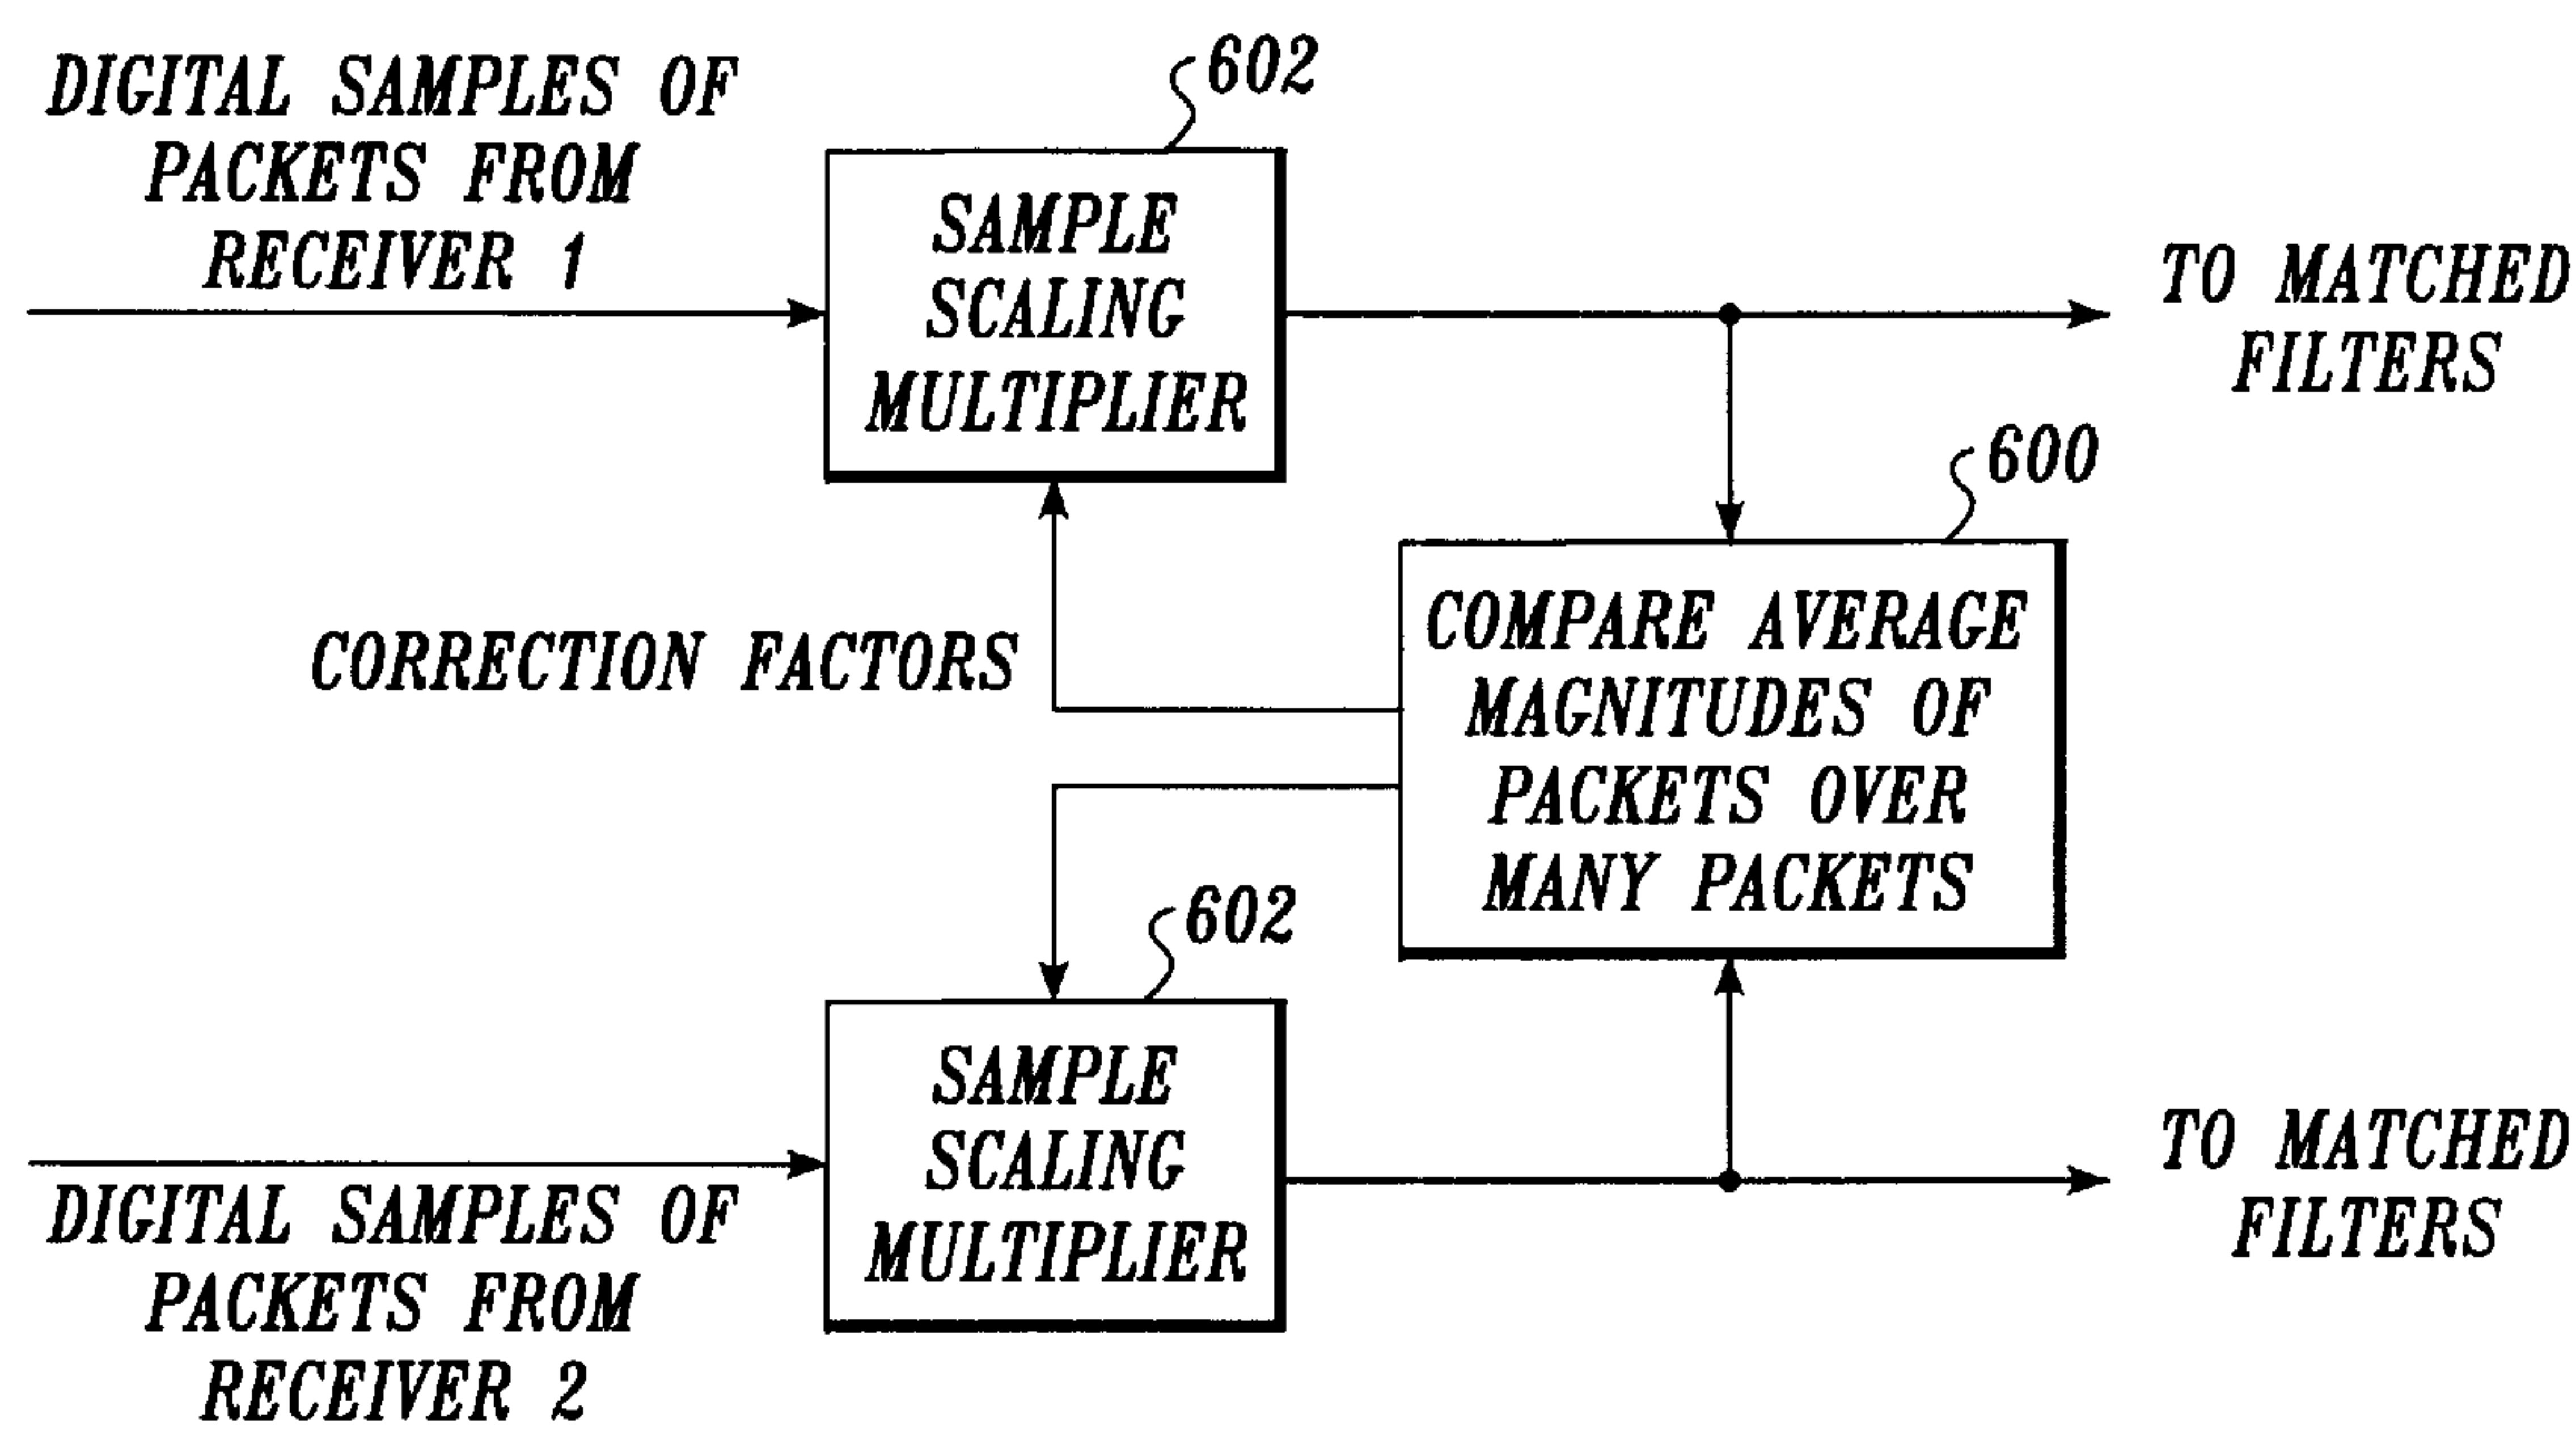 DIGITAL SAMPLES OF
PACKETS FROM
RECEIVER 1
602
SAMPLE
SCALING
MULTIPLIER
TO MATCHED
FILTERS
600
COMPARE AVERAGE
MAGNITUDES OF
PACKETS OVER
MANY PACKETS
CORRECTION FACTORS
602
SAMPLE
SCALING
MULTIPLIER
DIGITAL SAMPLES OF
PACKETS FROM
RECEIVER 2
TO MATCHED
FILTERS